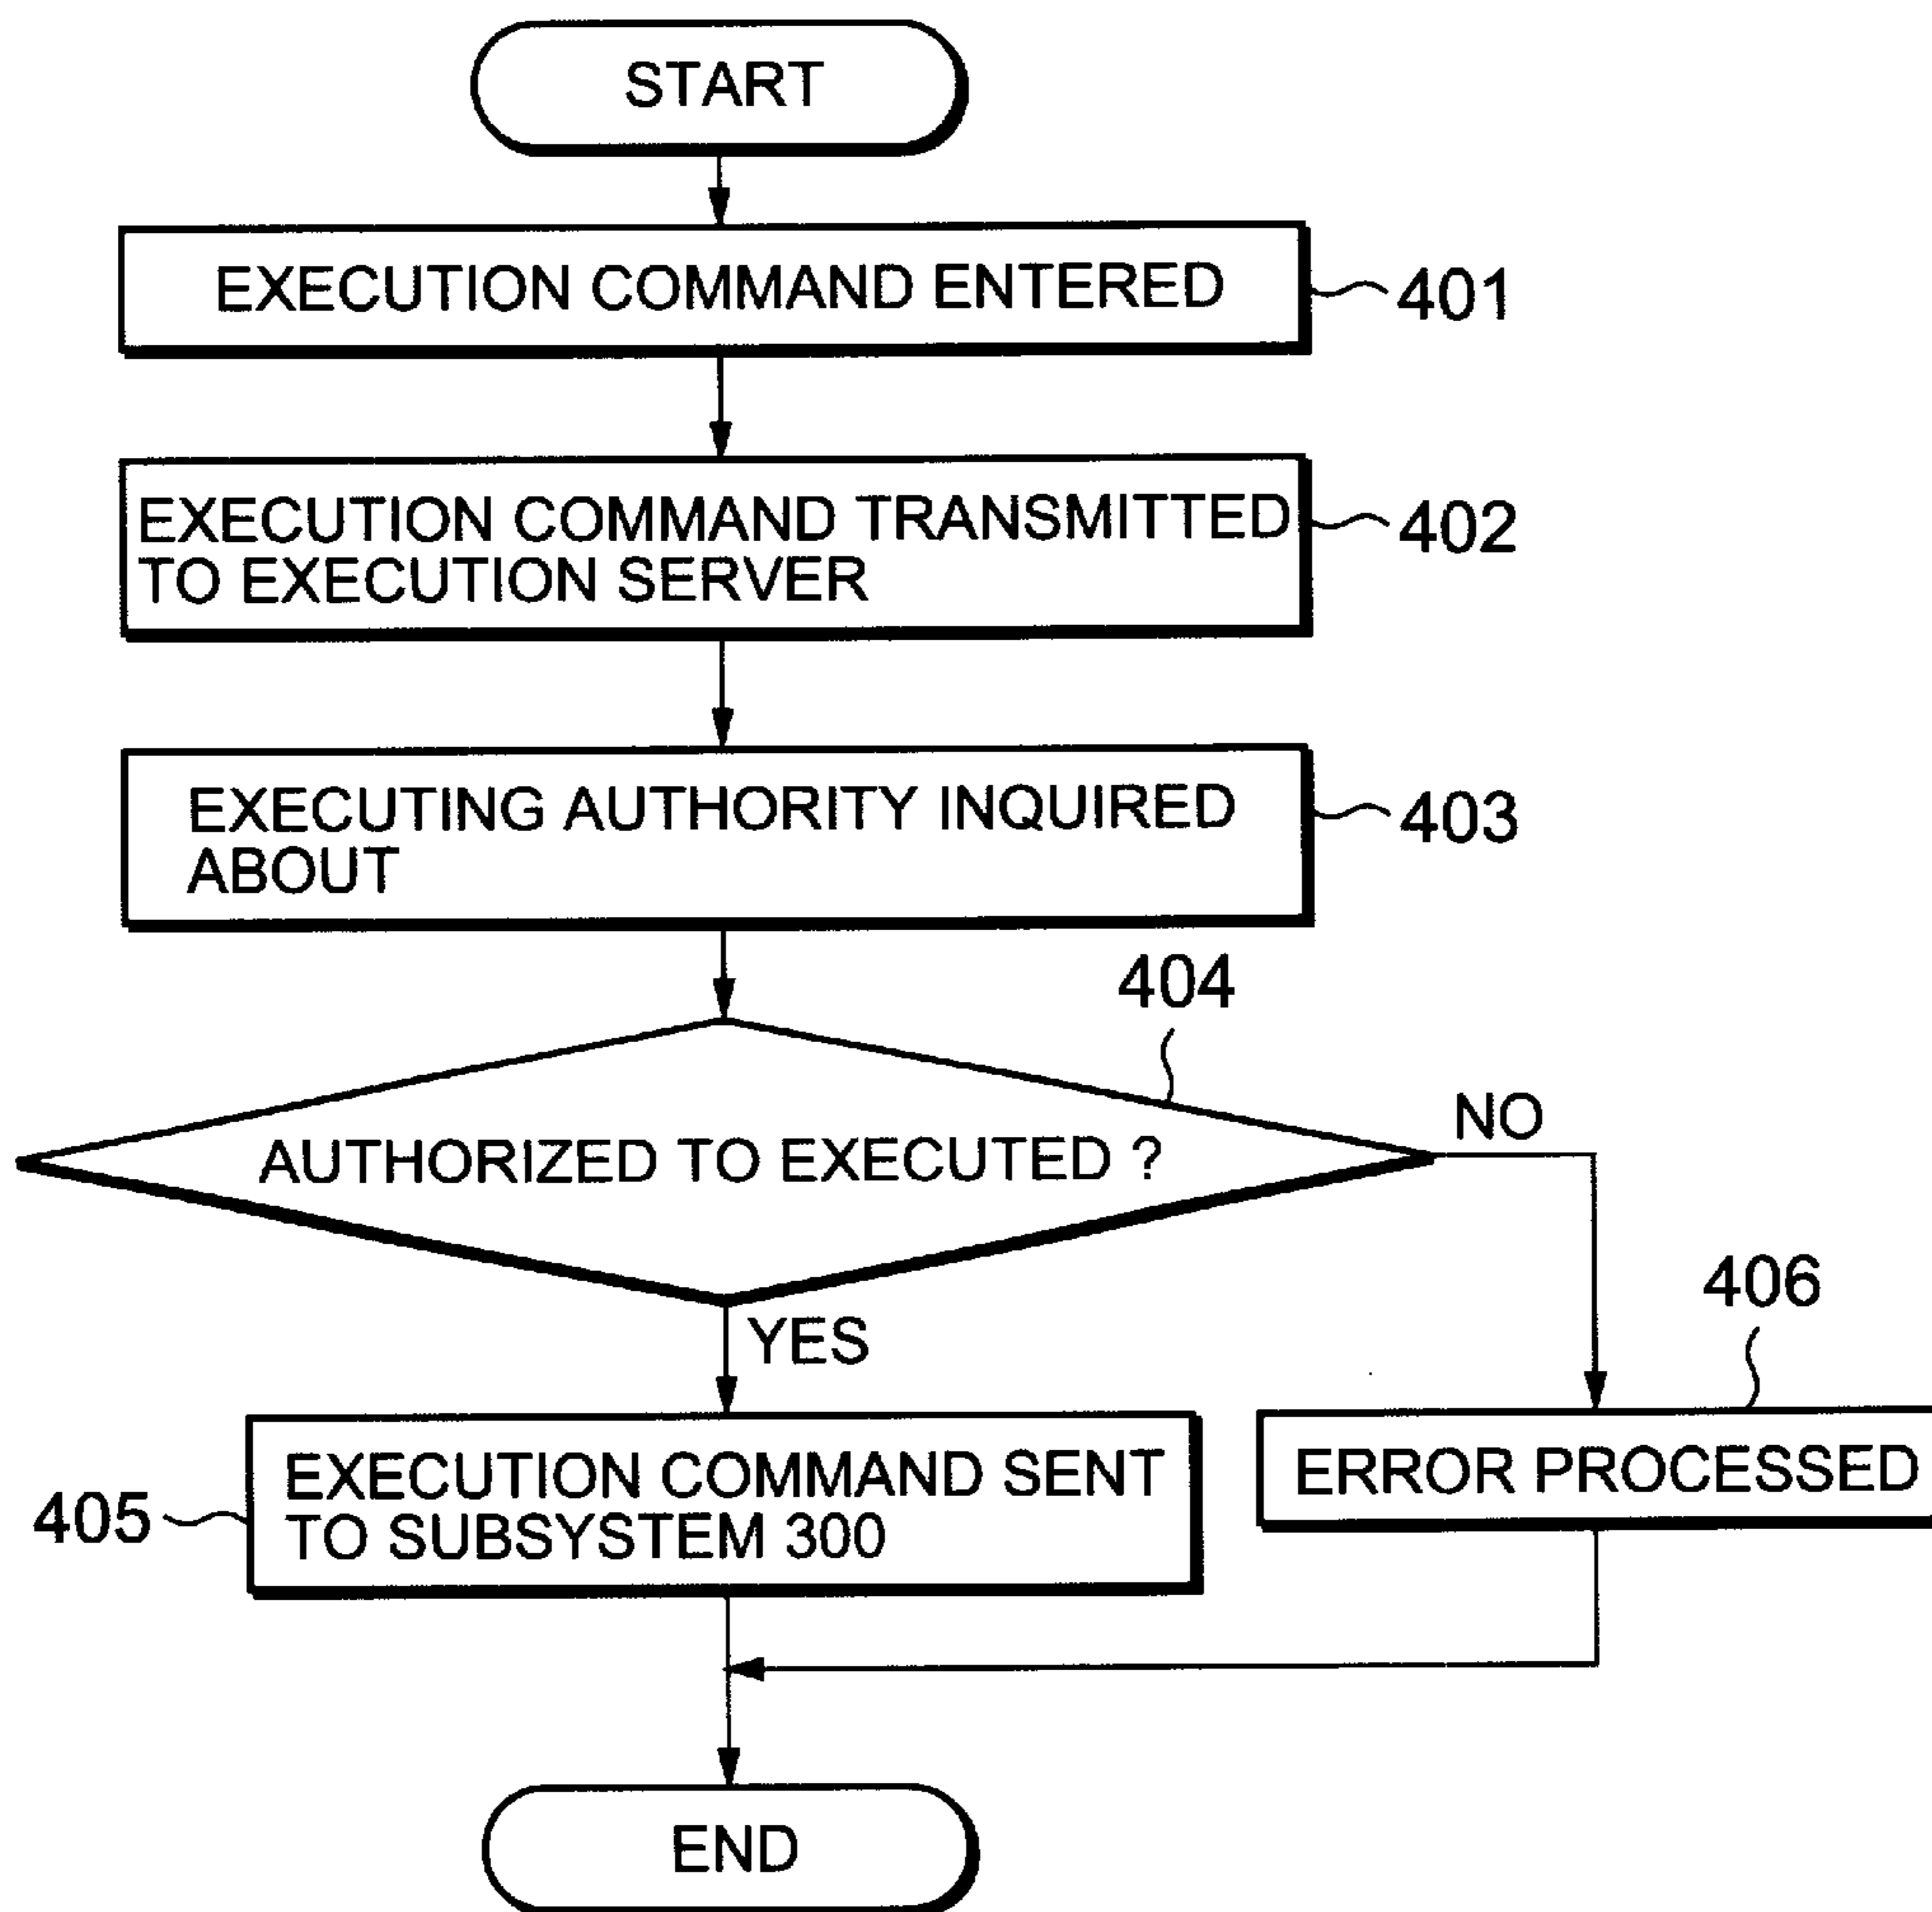 START
EXECUTION COMMAND ENTERED
401
EXECUTION COMMAND TRANSMITTED
TO EXECUTION SERVER
402
EXECUTING AUTHORITY INQUIRED
ABOUT
403
404
AUTHORIZED TO EXECUTED ?
NO
YES
406
405
EXECUTION COMMAND SENT
TO SUBSYSTEM 300
ERROR PROCESSED
END